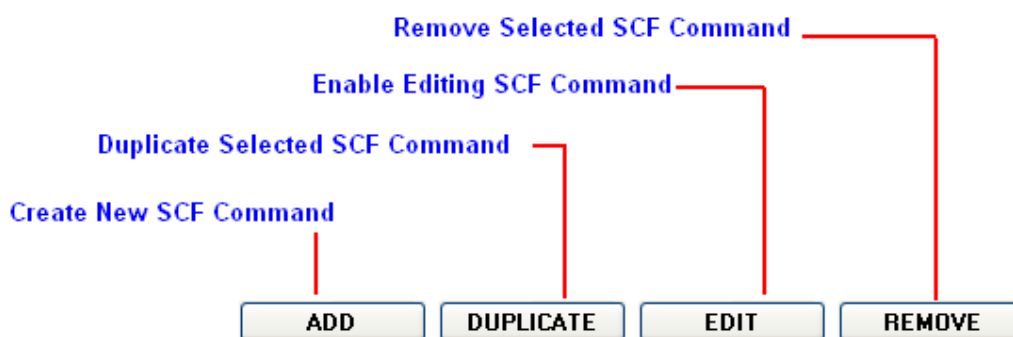 Remove Selected SCF Command
Enable Editing SCF Command
Duplicate Selected SCF Command
Create New SCF Command
ADD
DUPLICATE
EDIT
REMOVE